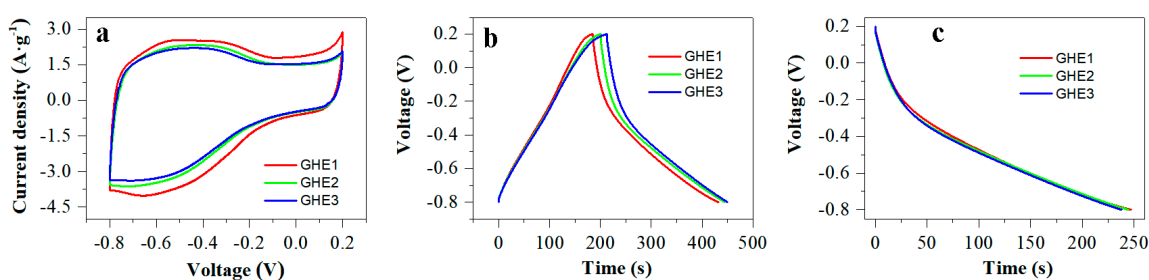 a
Current density (A·g⁻¹)
3.0
1.5
0.0
-1.5
-3.0
-4.5
GHE1
GHE2
GHE3
-0.8 -0.6 -0.4 -0.2 0.0 0.2
Voltage (V)
b
Voltage (V)
0.2
0.0
-0.2
-0.4
-0.6
-0.8
GHE1
GHE2
GHE3
0 100 200 300 400 500
Time (s)
c
Voltage (V)
0.2
0.0
-0.2
-0.4
-0.6
-0.8
GHE1
GHE2
GHE3
0 50 100 150 200 250
Time (s)